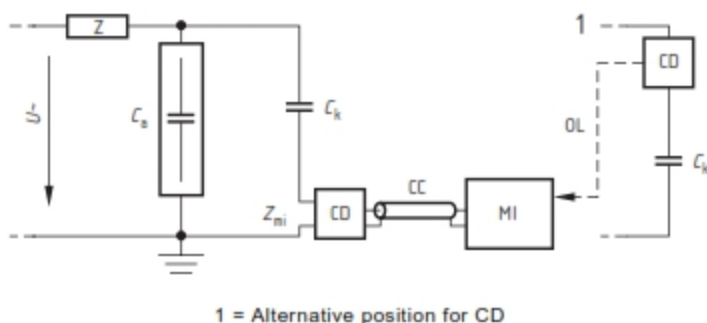 Z
1
CD
U~
Ca
Ck
OL
Ck
CC
Zmi
CD
MI
1 = Alternative position for CD